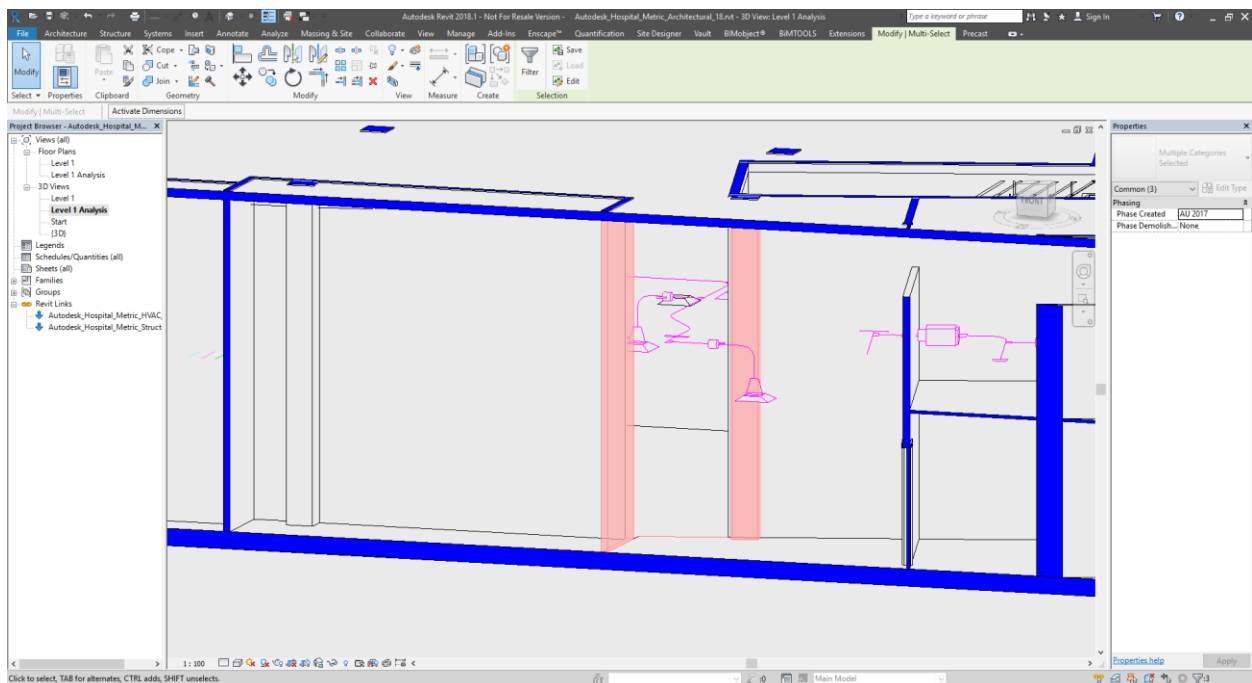 Autodesk Revit 2018.1 - Not For Resale Version - Autodesk_Hospital_Metric_Architectural_18.rvt - 3D View: Level 1 Analysis
Type a keyword or phrase
Sign In
File Architecture Structure Systems Insert Annotate Analyze Massing & Site Collaborate View Manage Add-Ins Enscape™ Quantification Site Designer Vault BIMobject® BiMTOOLS Extensions Modify | Multi-Select Precast
Modify
Paste
Cope
Cut
Join
Filter
Save
Load
Edit
Select Properties Clipboard Geometry Modify View Measure Create Selection
Modify | Multi-Select Activate Dimensions
Project Browser - Autodesk_Hospital_M...
Views (all)
Floor Plans
Level 1
Level 1 Analysis
3D Views
Level 1
Level 1 Analysis
Start
{3D}
Legends
Schedules/Quantities (all)
Sheets (all)
Families
Groups
Revit Links
Autodesk_Hospital_Metric_HVAC_
Autodesk_Hospital_Metric_Struct
FRONT
Properties
Multiple Categories
Selected
Common (3) Edit Type
Phasing
Phase Created AU 2017
Phase Demolish... None
1 : 100
Properties help Apply
Click to select, TAB for alternates, CTRL adds, SHIFT unselects.
:0 Main Model :3